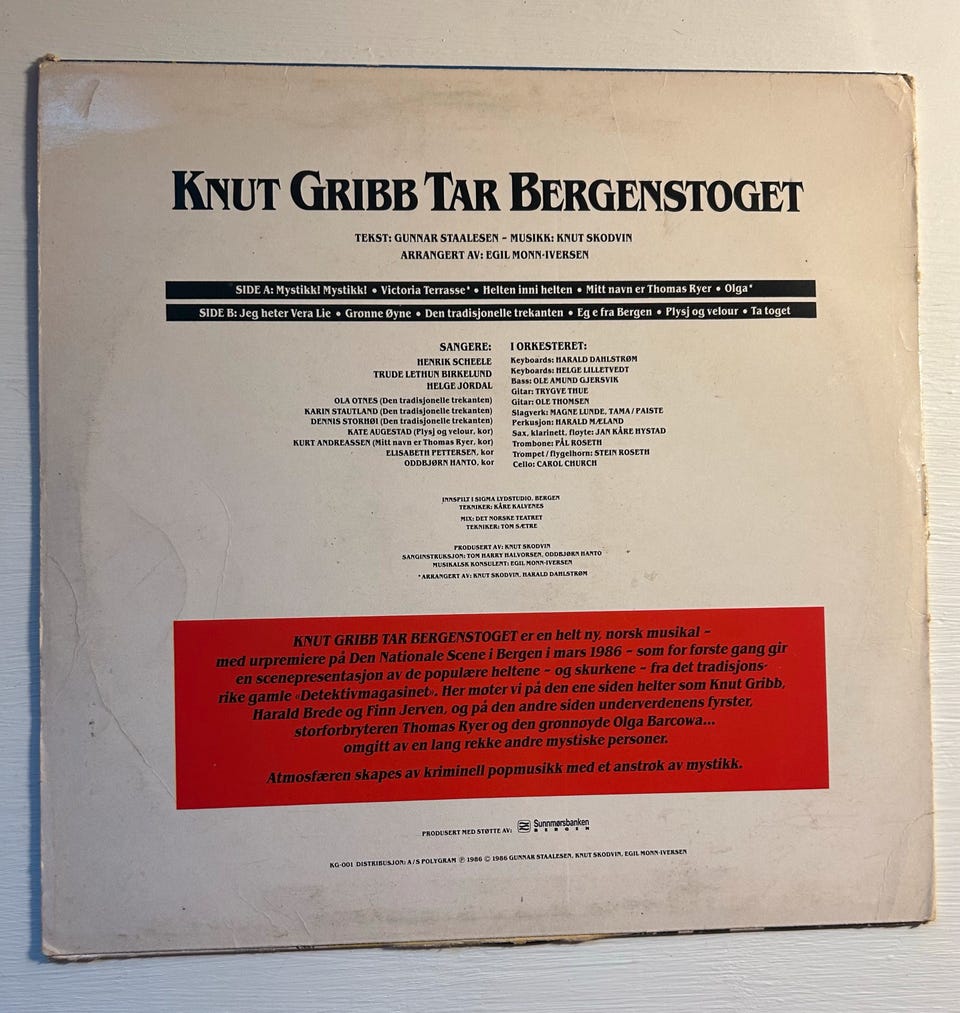 KNUT GRIBB TAR BERGENSTOGET
TEKST: GUNNAR STAALESEN – MUSIKK: KNUT SKODVIN
ARRANGERT AV: EGIL MONN-IVERSEN
SIDE A: Mystikk! Mystikk! • Victoria Terrasse* • Helten inni helten • Mitt navn er Thomas Ryer • Olga*
SIDE B: Jeg heter Vera Lie • Grønne Øyne • Den tradisjonelle trekanten • Eg e fra Bergen • Plysj og velour • Ta toget
SANGERE:
HENRIK SCHEELE
TRUDE LETHUN BIRKELUND
HELGE JORDAL
OLA OTNES (Den tradisjonelle trekanten)
KARIN STAUTLAND (Den tradisjonelle trekanten)
DENNIS STORHØI (Den tradisjonelle trekanten)
KATE AUGESTAD (Plysj og velour, kor)
KURT ANDREASSEN (Mitt navn er Thomas Ryer, kor)
ELISABETH PETTERSEN, kor
ODDBJØRN HANTO, kor
I ORKESTERET:
Keyboards: HARALD DAHLSTRØM
Keyboards: HELGE LILLETVEDT
Bass: OLE AMUND GJERSVIK
Gitar: TRYGVE THUE
Gitar: OLE THOMSEN
Slagverk: MAGNE LUNDE, TAMA / PAISTE
Perkusjon: HARALD MÆLAND
Sax, klarinett, fløyte: JAN KÅRE HYSTAD
Trombone: PÅL ROSETH
Trompet / flygelhorn: STEIN ROSETH
Cello: CAROL CHURCH
INNSPILT I SIGMA LYDSTUDIO, BERGEN
TEKNIKER: KÅRE KALVENES
MIX: DET NORSKE TEATRET
TEKNIKER: TOM SÆTRE
PRODUSERT AV: KNUT SKODVIN
SANGINSTRUKSJON: TOM HARRY HALVORSEN, ODDBJØRN HANTO
MUSIKALSK KONSULENT: EGIL MONN-IVERSEN
*ARRANGERT AV: KNUT SKODVIN, HARALD DAHLSTRØM
KNUT GRIBB TAR BERGENSTOGET er en helt ny, norsk musikal –
med urpremiere på Den Nationale Scene i Bergen i mars 1986 – som for første gang gir
en scenepresentasjon av de populære heltene – og skurkene – fra det tradisjons-
rike gamle «Detektivmagasinet». Her møter vi på den ene siden helter som Knut Gribb,
Harald Brede og Finn Jerven, og på den andre siden underverdenens fyrster,
storforbryteren Thomas Ryer og den grønnøyde Olga Barcowa...
omgitt av en lang rekke andre mystiske personer.
Atmosfæren skapes av kriminell popmusikk med et anstrøk av mystikk.
PRODUSERT MED STØTTE AV: Sunnmørsbanken
BERGEN
KG-001 DISTRIBUSJON: A/S POLYGRAM ℗ 1986 © 1986 GUNNAR STAALESEN, KNUT SKODVIN, EGIL MONN-IVERSEN